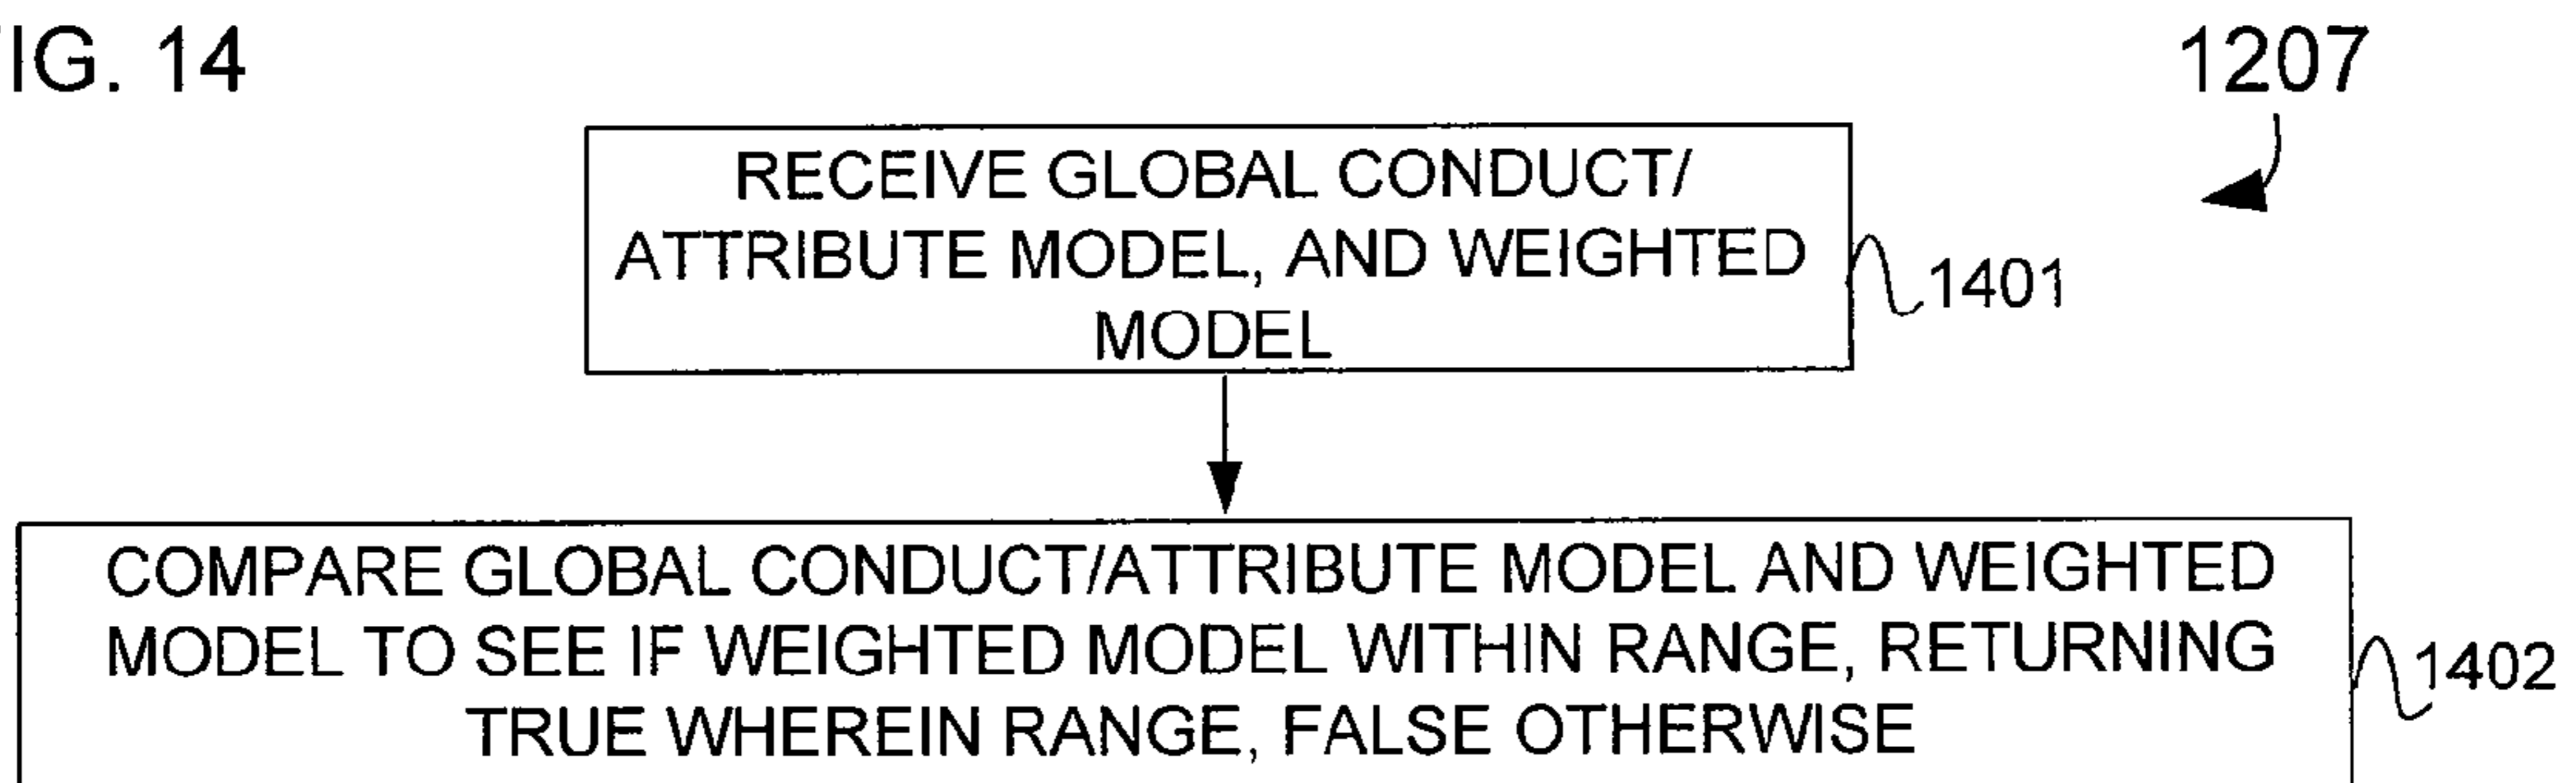 IG. 14
1207
RECEIVE GLOBAL CONDUCT/
ATTRIBUTE MODEL, AND WEIGHTED
MODEL
1401
COMPARE GLOBAL CONDUCT/ATTRIBUTE MODEL AND WEIGHTED
MODEL TO SEE IF WEIGHTED MODEL WITHIN RANGE, RETURNING
TRUE WHEREIN RANGE, FALSE OTHERWISE
1402